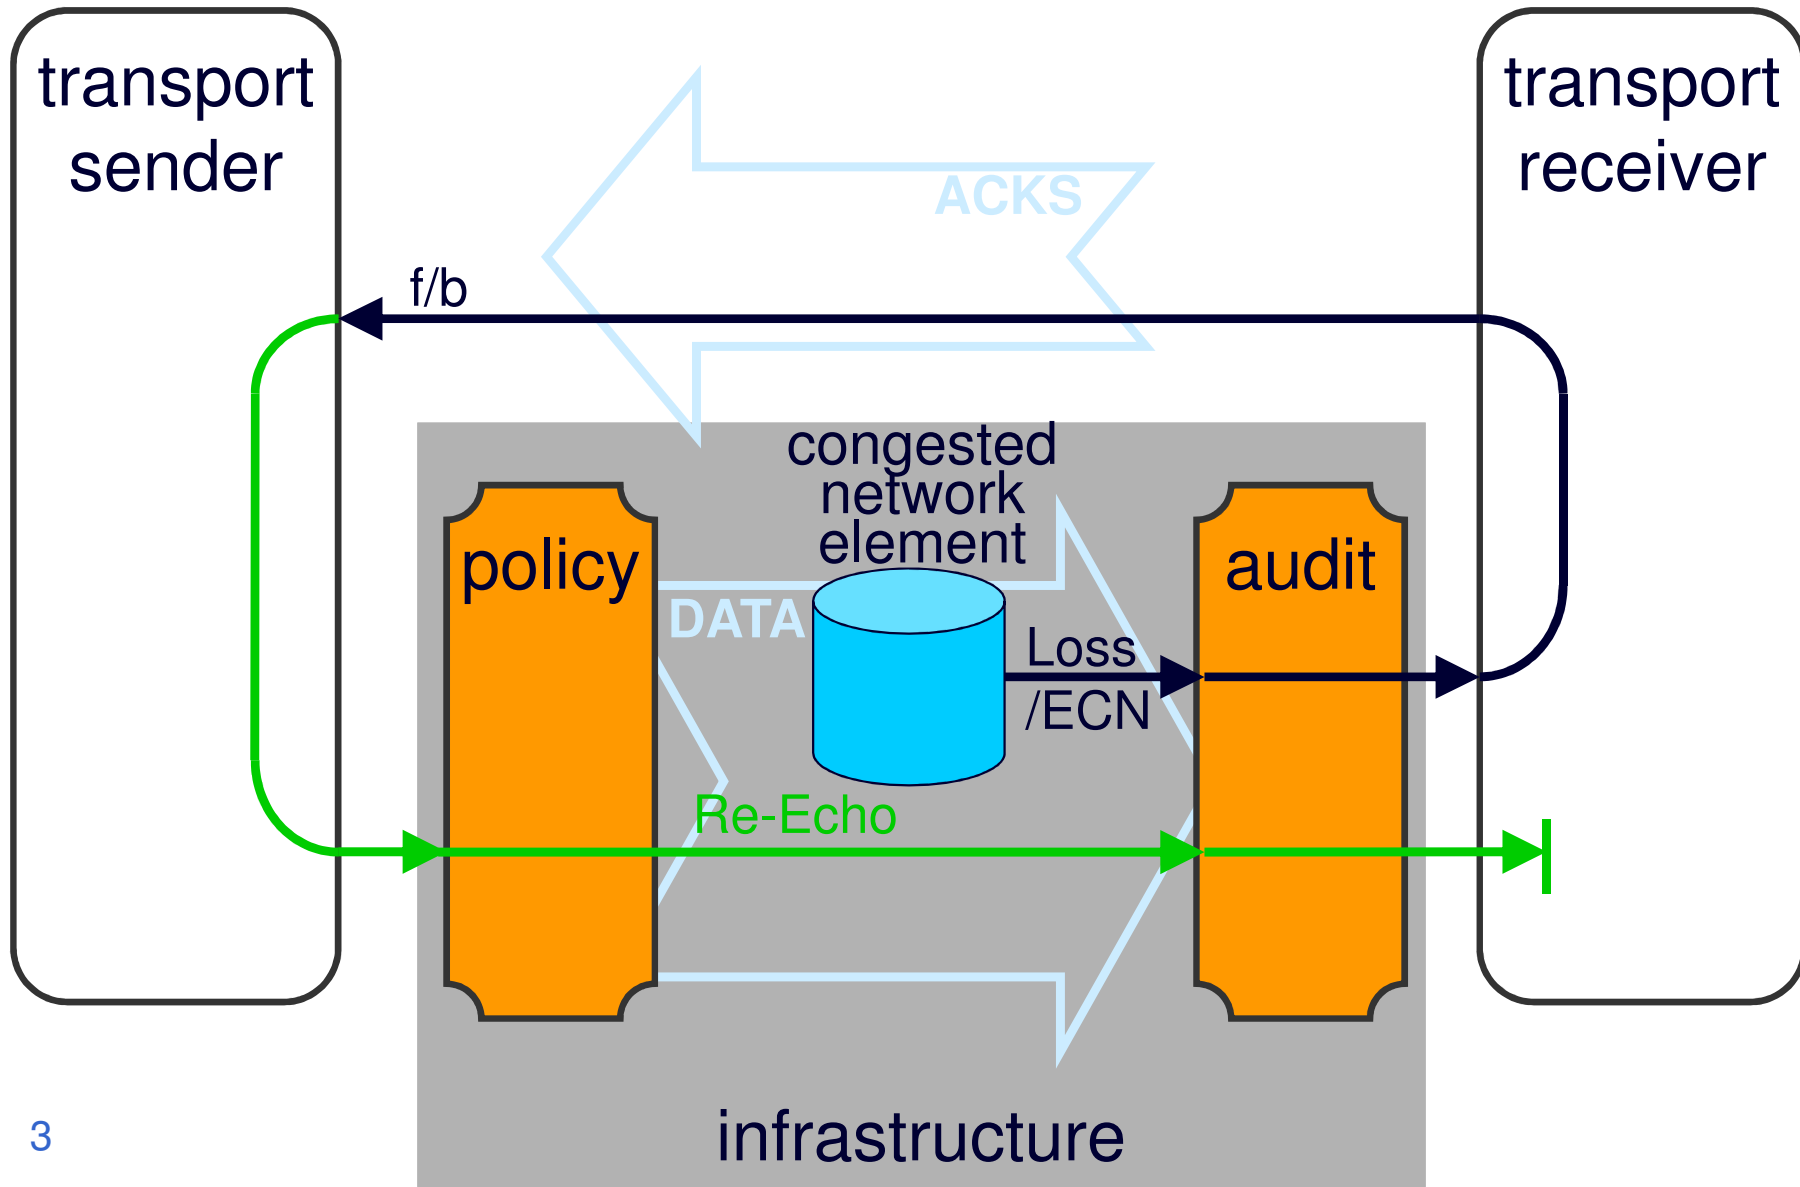 transport
sender
transport
receiver
ACKS
f/b
congested
network
element
policy
audit
DATA
Loss
/ECN
Re-Echo
infrastructure
3